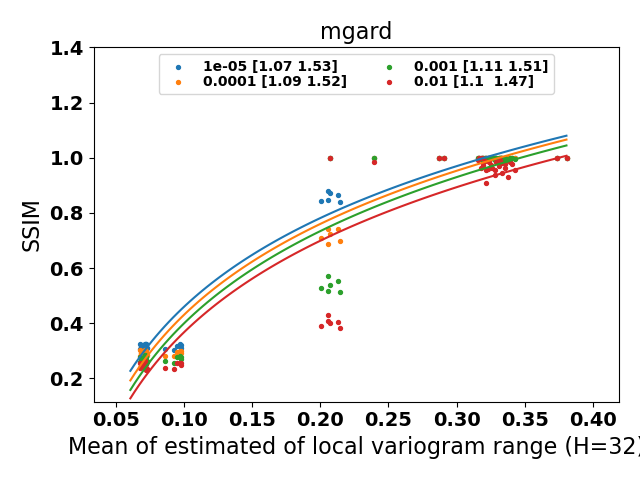 mgard
1e-05 [1.07 1.53]
0.0001 [1.09 1.52]
0.001 [1.11 1.51]
0.01 [1.1  1.47]
SSIM
1.4
1.2
1.0
0.8
0.6
0.4
0.2
0.05 0.10 0.15 0.20 0.25 0.30 0.35 0.40
Mean of estimated of local variogram range (H=32)